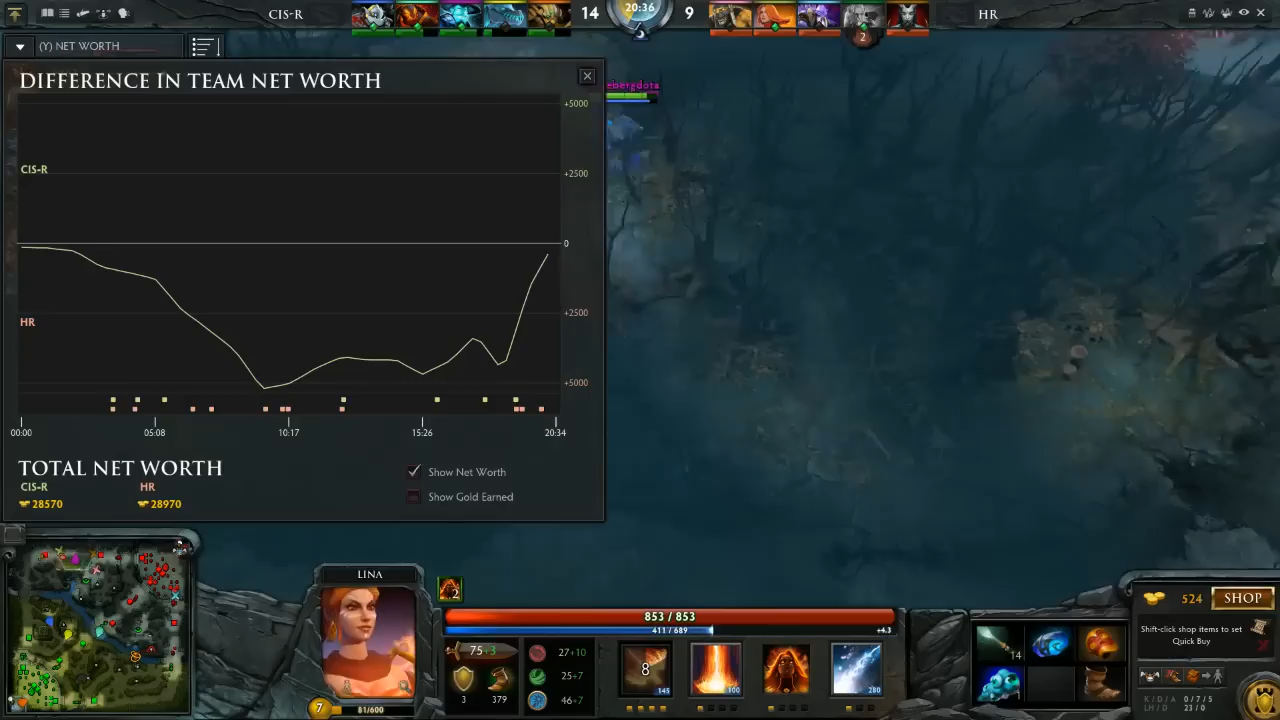 CIS-R
14
20:36
9
HR
2
(Y) NET WORTH
DIFFERENCE IN TEAM NET WORTH
ebergdota
+5000
CIS-R
+2500
0
HR
+2500
+5000
00:00
05:08
10:17
15:26
20:34
TOTAL NET WORTH
CIS-R
HR
28570
28970
Show Net Worth
Show Gold Earned
LINA
2
853 / 853
411 / 689
+4.3
75+3
3
379
27+10
25+7
46+7
8
145
100
280
7
81/600
14
524
SHOP
Shift-click shop items to set
Quick Buy
K / D / A 0 / 7 / 5
LH / D 23 / 0